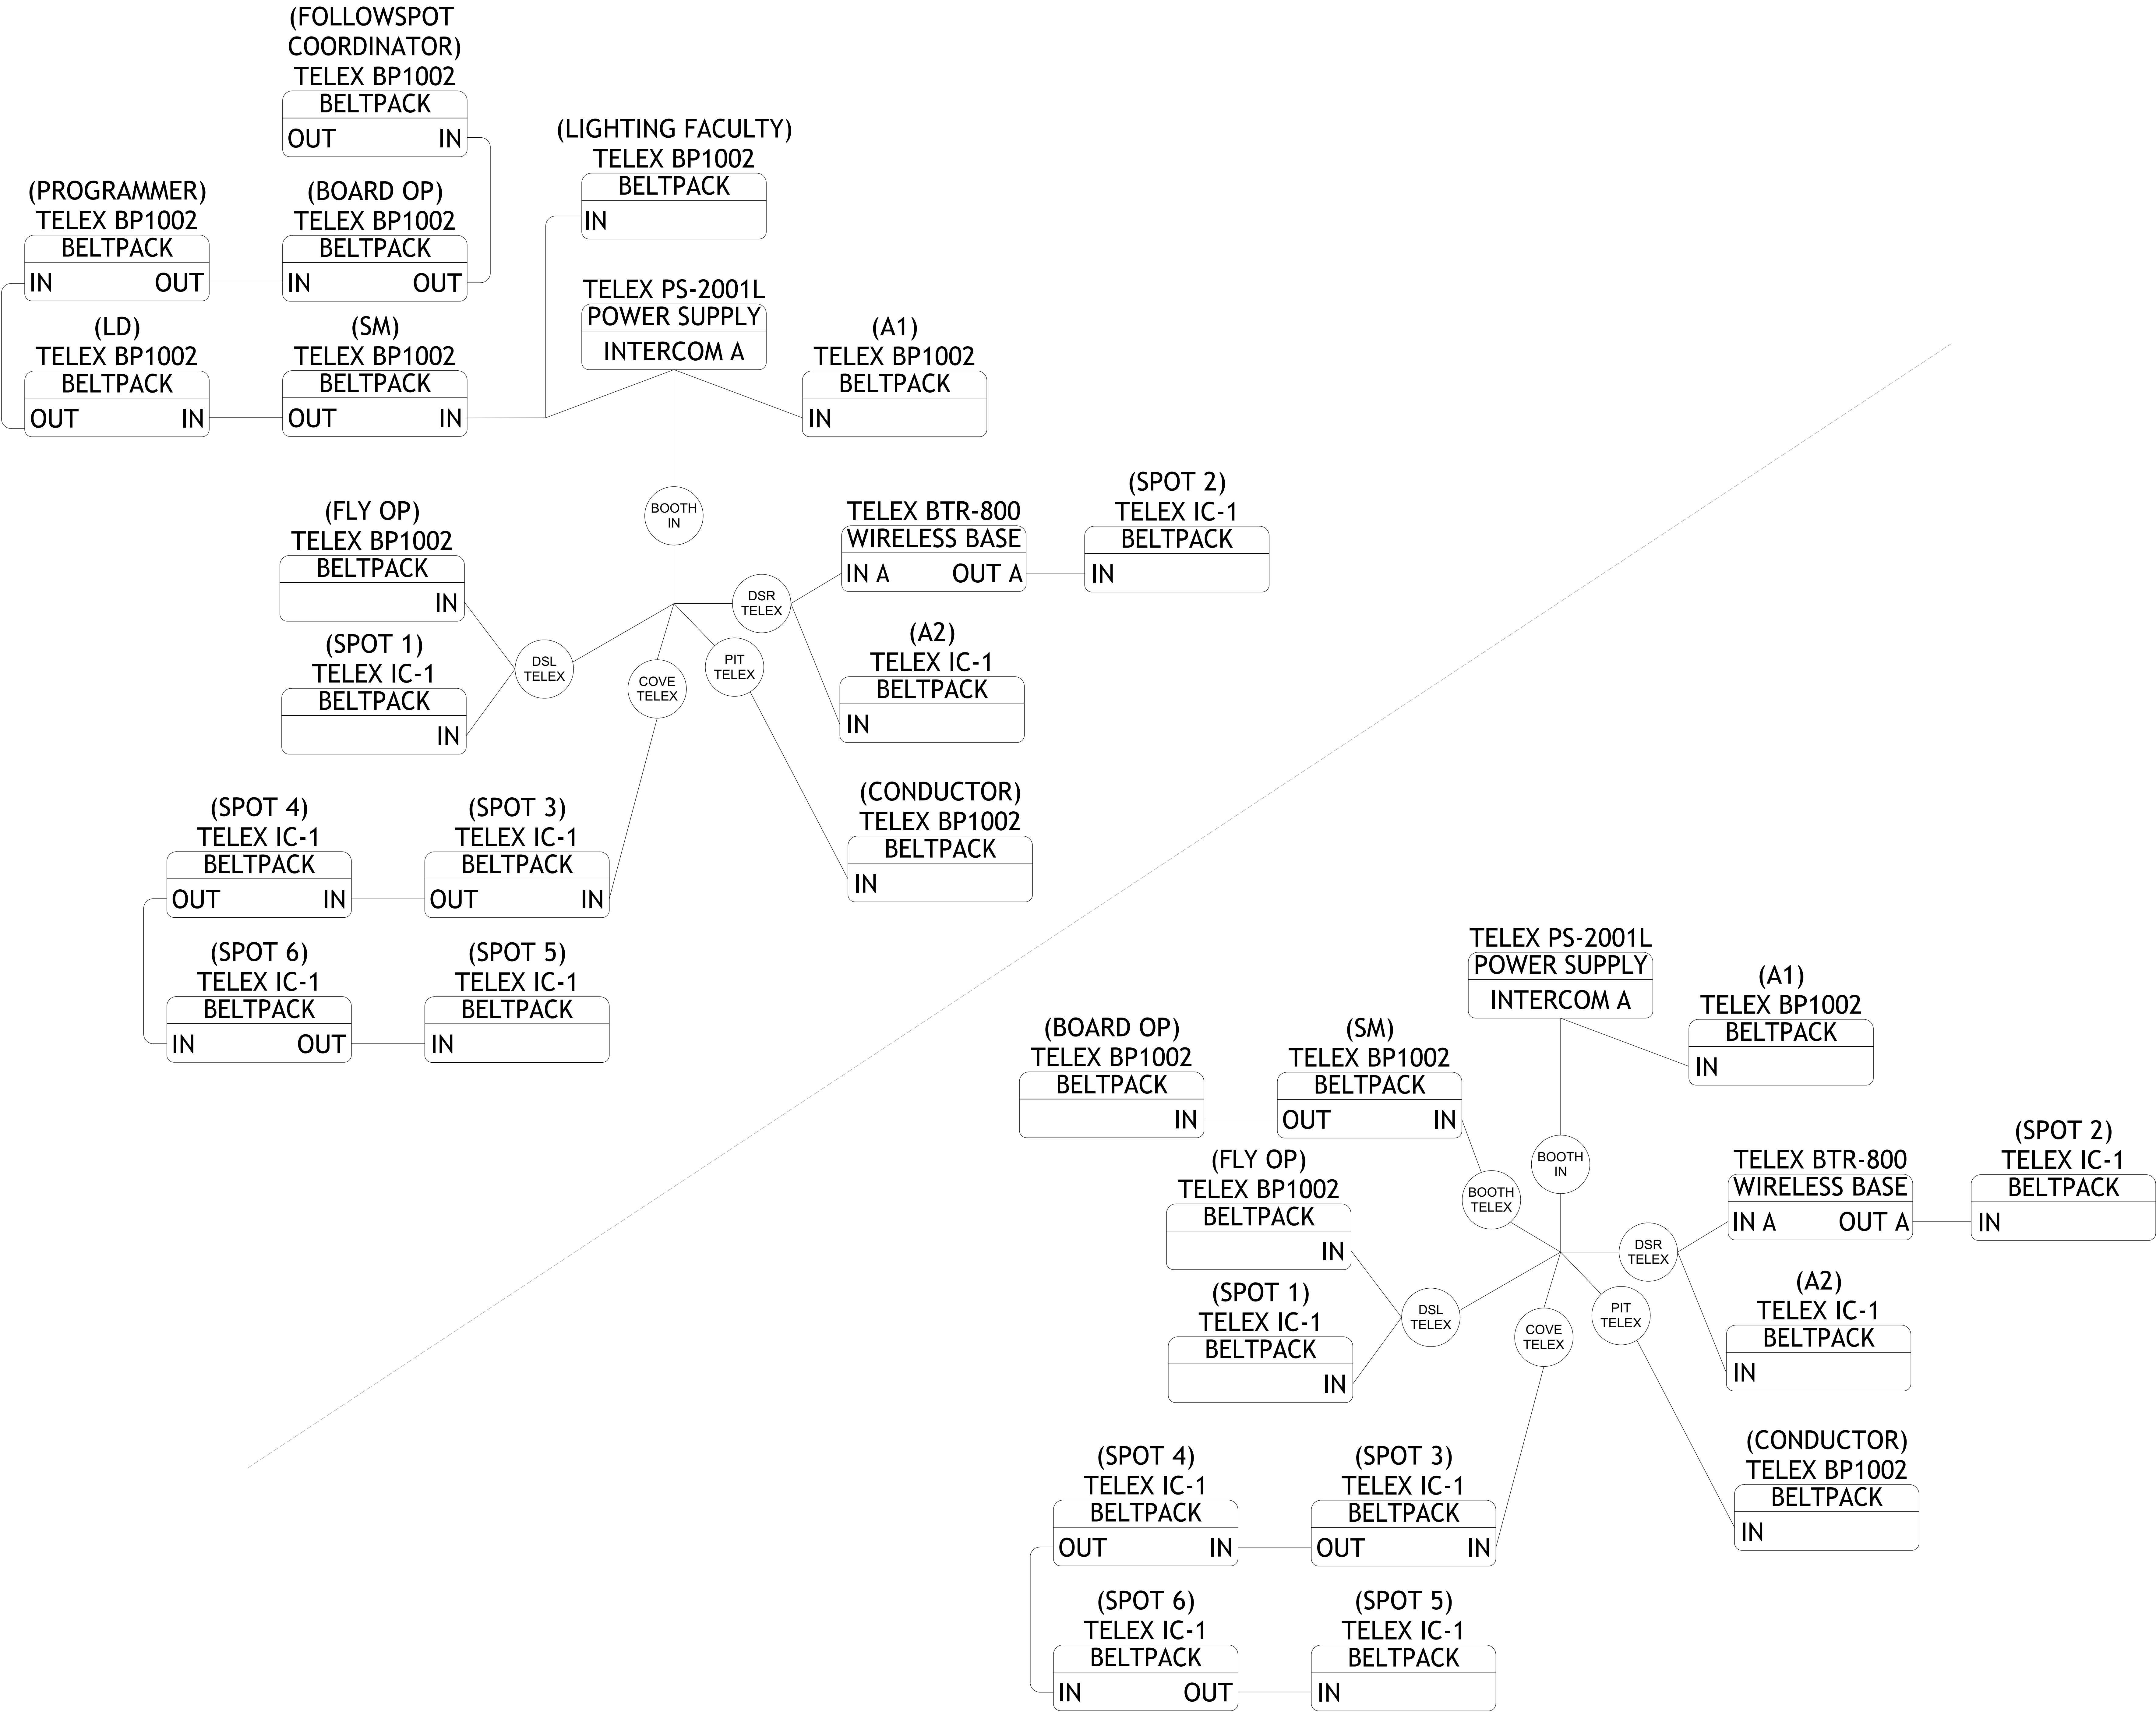 (FOLLOWSPOT
COORDINATOR)
TELEX BP1002
BELTPACK
OUT IN
(LIGHTING FACULTY)
TELEX BP1002
BELTPACK
IN
(PROGRAMMER)
TELEX BP1002
BELTPACK
IN OUT
(BOARD OP)
TELEX BP1002
BELTPACK
IN OUT
(LD)
TELEX BP1002
BELTPACK
OUT IN
(SM)
TELEX BP1002
BELTPACK
OUT IN
TELEX PS-2001L
POWER SUPPLY
INTERCOM A
(A1)
TELEX BP1002
BELTPACK
IN
BOOTH
IN
(FLY OP)
TELEX BP1002
BELTPACK
IN
TELEX BTR-800
WIRELESS BASE
IN A OUT A
(SPOT 2)
TELEX IC-1
BELTPACK
IN
DSR
TELEX
(SPOT 1)
TELEX IC-1
BELTPACK
IN
DSL
TELEX
COVE
TELEX
PIT
TELEX
(A2)
TELEX IC-1
BELTPACK
IN
(CONDUCTOR)
TELEX BP1002
BELTPACK
IN
(SPOT 4)
TELEX IC-1
BELTPACK
OUT IN
(SPOT 3)
TELEX IC-1
BELTPACK
OUT IN
(SPOT 6)
TELEX IC-1
BELTPACK
IN OUT
(SPOT 5)
TELEX IC-1
BELTPACK
IN
TELEX PS-2001L
POWER SUPPLY
INTERCOM A
(A1)
TELEX BP1002
BELTPACK
IN
(BOARD OP)
TELEX BP1002
BELTPACK
IN
(SM)
TELEX BP1002
BELTPACK
OUT IN
BOOTH
IN
BOOTH
TELEX
(FLY OP)
TELEX BP1002
BELTPACK
IN
TELEX BTR-800
WIRELESS BASE
IN A OUT A
(SPOT 2)
TELEX IC-1
BELTPACK
IN
DSR
TELEX
(SPOT 1)
TELEX IC-1
BELTPACK
IN
DSL
TELEX
COVE
TELEX
PIT
TELEX
(A2)
TELEX IC-1
BELTPACK
IN
(CONDUCTOR)
TELEX BP1002
BELTPACK
IN
(SPOT 4)
TELEX IC-1
BELTPACK
OUT IN
(SPOT 3)
TELEX IC-1
BELTPACK
OUT IN
(SPOT 6)
TELEX IC-1
BELTPACK
IN OUT
(SPOT 5)
TELEX IC-1
BELTPACK
IN